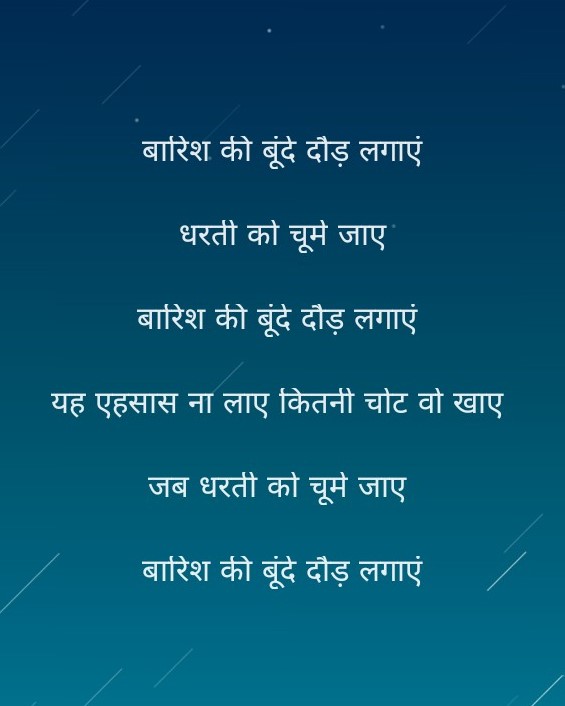 बारिश की बूंदे दौड़ लगाएं
धरती को चूमे जाए
बारिश की बूंदे दौड़ लगाएं
यह एहसास ना लाए कितनी चोट वो खाए
जब धरती को चूमे जाए
बारिश की बूंदे दौड़ लगाएं